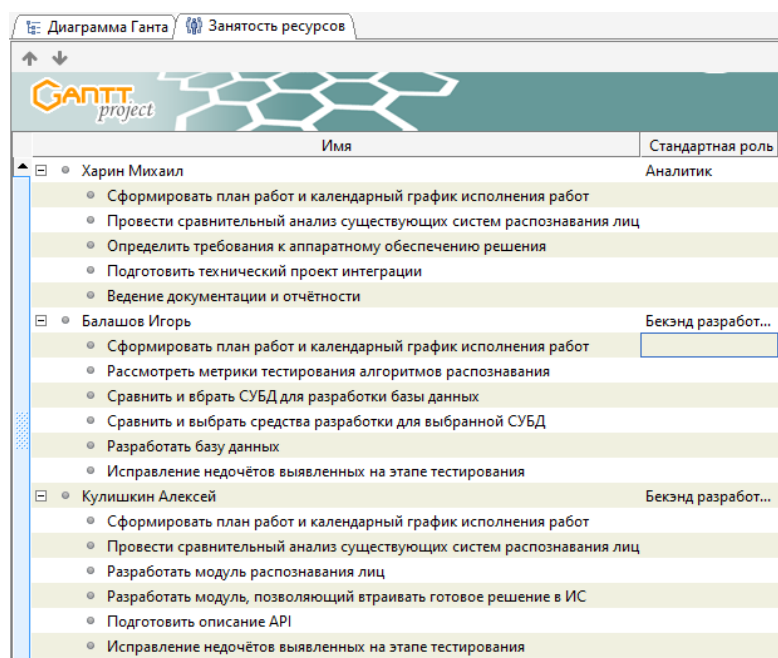 Диаграмма Ганта Занятость ресурсов
GANTT
project
Имя Стандартная роль
Харин Михаил Аналитик
Сформировать план работ и календарный график исполнения работ
Провести сравнительный анализ существующих систем распознавания лиц
Определить требования к аппаратному обеспечению решения
Подготовить технический проект интеграции
Ведение документации и отчётности
Балашов Игорь Бекэнд разработ...
Сформировать план работ и календарный график исполнения работ
Рассмотреть метрики тестирования алгоритмов распознавания
Сравнить и вбрать СУБД для разработки базы данных
Сравнить и выбрать средства разработки для выбранной СУБД
Разработать базу данных
Исправление недочётов выявленных на этапе тестирования
Кулишкин Алексей Бекэнд разработ...
Сформировать план работ и календарный график исполнения работ
Провести сравнительный анализ существующих систем распознавания лиц
Разработать модуль распознавания лиц
Разработать модуль, позволяющий втраивать готовое решение в ИС
Подготовить описание API
Исправление недочётов выявленных на этапе тестирования